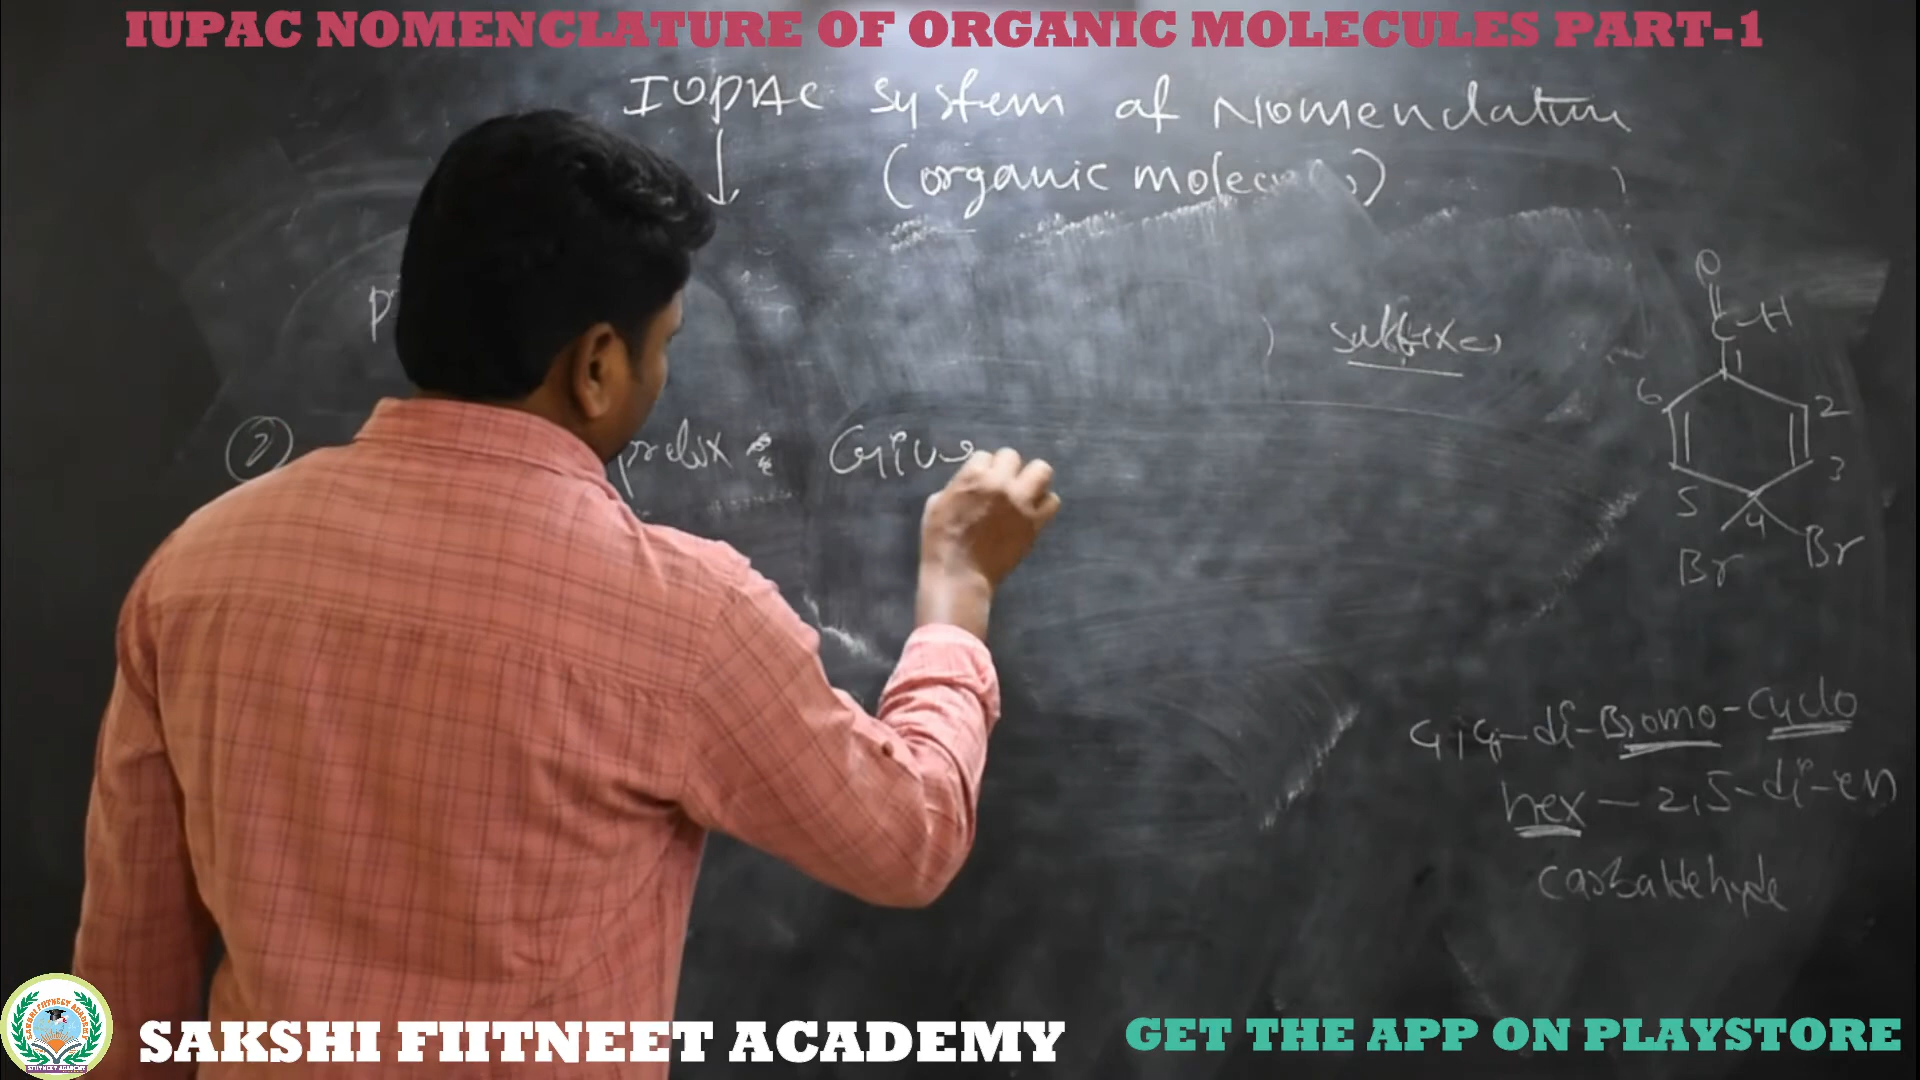 IUPAC NOMENCLATURE OF ORGANIC MOLECULES PART-1
IUPAC System of Nomenclature
(organic molecules)
suffixes
② prefix : Give
O
C-H
1
6 2
5 3
4
Br Br
4,4-di-Bromo-cyclo
hex-2,5-di-en
carbaldehyde
SAKSHI FIITNEET ACADEMY
GET THE APP ON PLAYSTORE